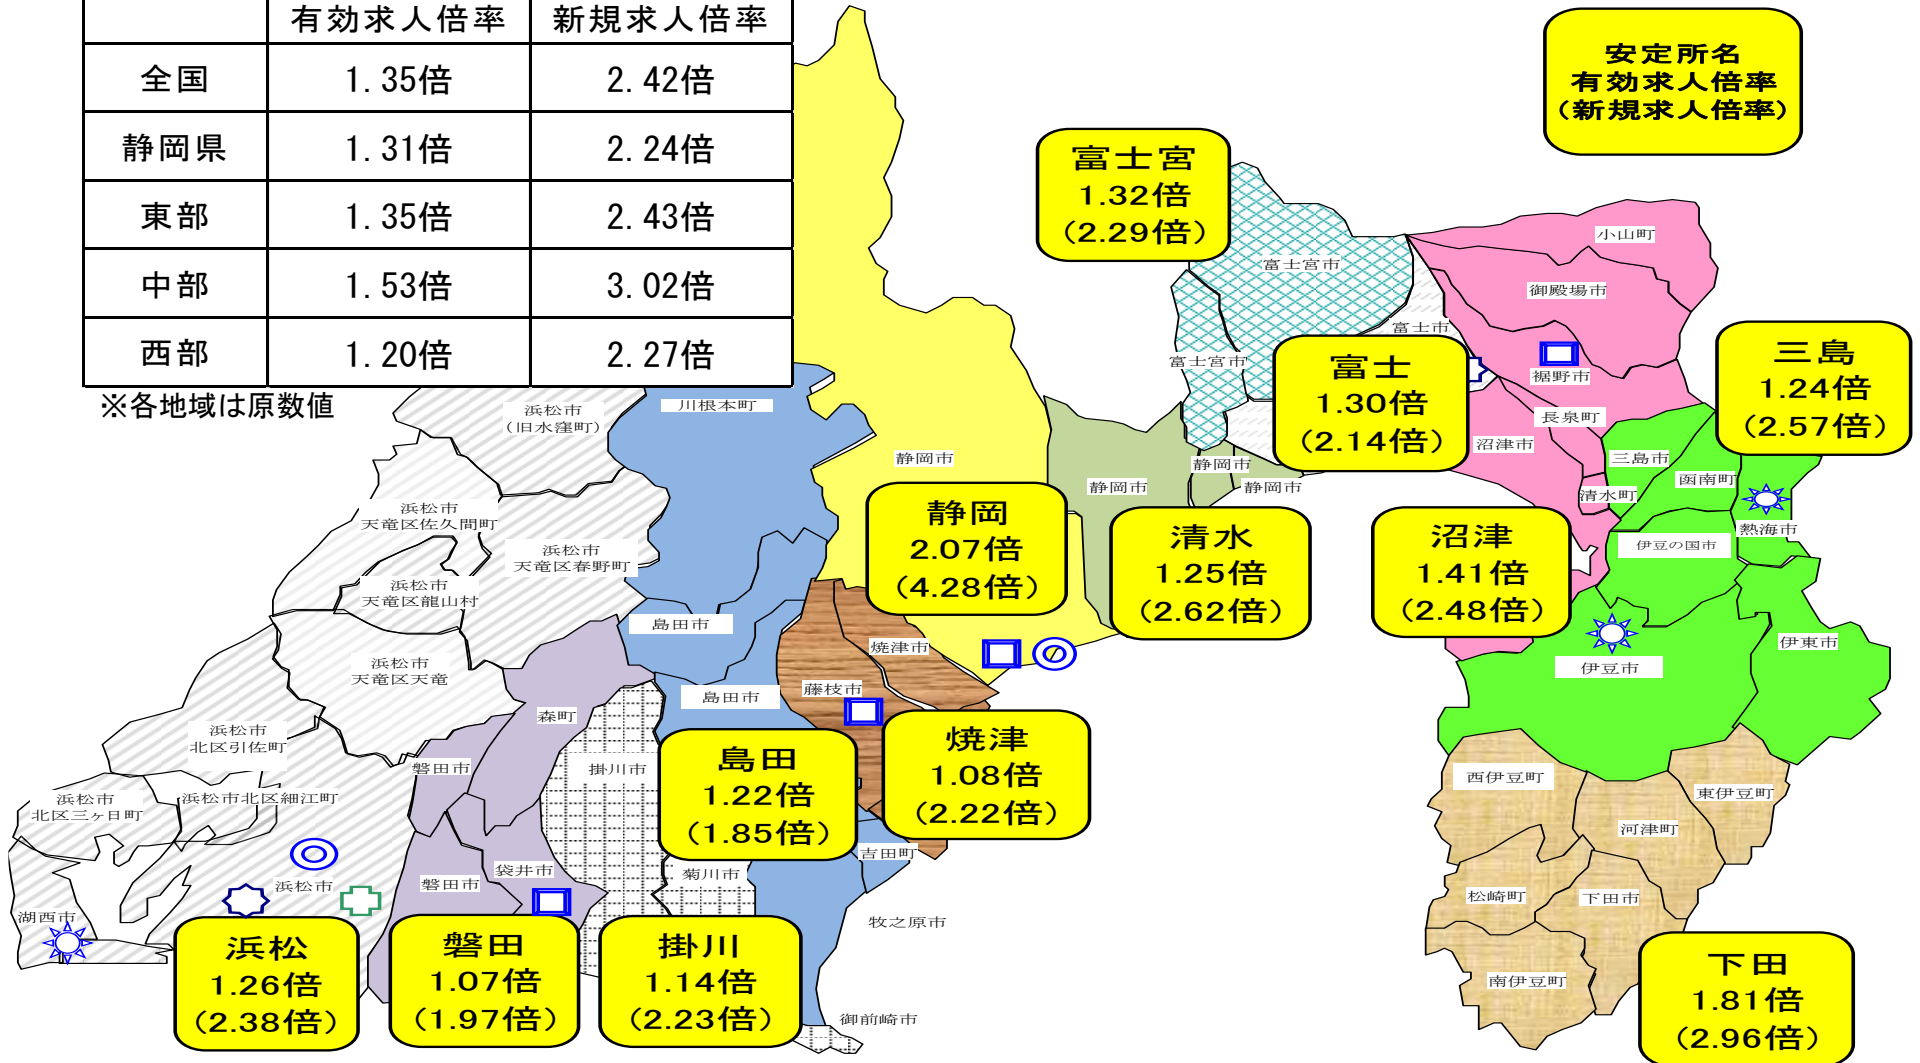 有効求人倍率 新規求人倍率
全国 1.35倍 2.42倍
静岡県 1.31倍 2.24倍
東部 1.35倍 2.43倍
中部 1.53倍 3.02倍
西部 1.20倍 2.27倍
※各地域は原数値
安定所名
有効求人倍率
(新規求人倍率)
富士宮
1.32倍
(2.29倍)
小山町
富士宮市
御殿場市
富士市
富士宮市
裾野市
富士
1.30倍
(2.14倍)
三島
1.24倍
(2.57倍)
川根本町
浜松市
(旧水窪町)
長泉町
沼津市
静岡市
静岡市
静岡市
静岡市
三島市
函南町
清水町
熱海市
伊豆の国市
浜松市
天竜区佐久間町
浜松市
天竜区春野町
浜松市
天竜区龍山村
静岡
2.07倍
(4.28倍)
清水
1.25倍
(2.62倍)
沼津
1.41倍
(2.48倍)
島田市
焼津市
伊東市
伊豆市
浜松市
天竜区天竜
島田市
藤枝市
森町
浜松市
北区引佐町
磐田市
掛川市
島田
1.22倍
(1.85倍)
焼津
1.08倍
(2.22倍)
西伊豆町
東伊豆町
河津町
浜松市
北区三ヶ日町
浜松市北区細江町
吉田町
袋井市
磐田市
菊川市
浜松市
湖西市
牧之原市
松崎町
下田市
浜松
1.26倍
(2.38倍)
磐田
1.07倍
(1.97倍)
掛川
1.14倍
(2.23倍)
下田
1.81倍
(2.96倍)
南伊豆町
御前崎市